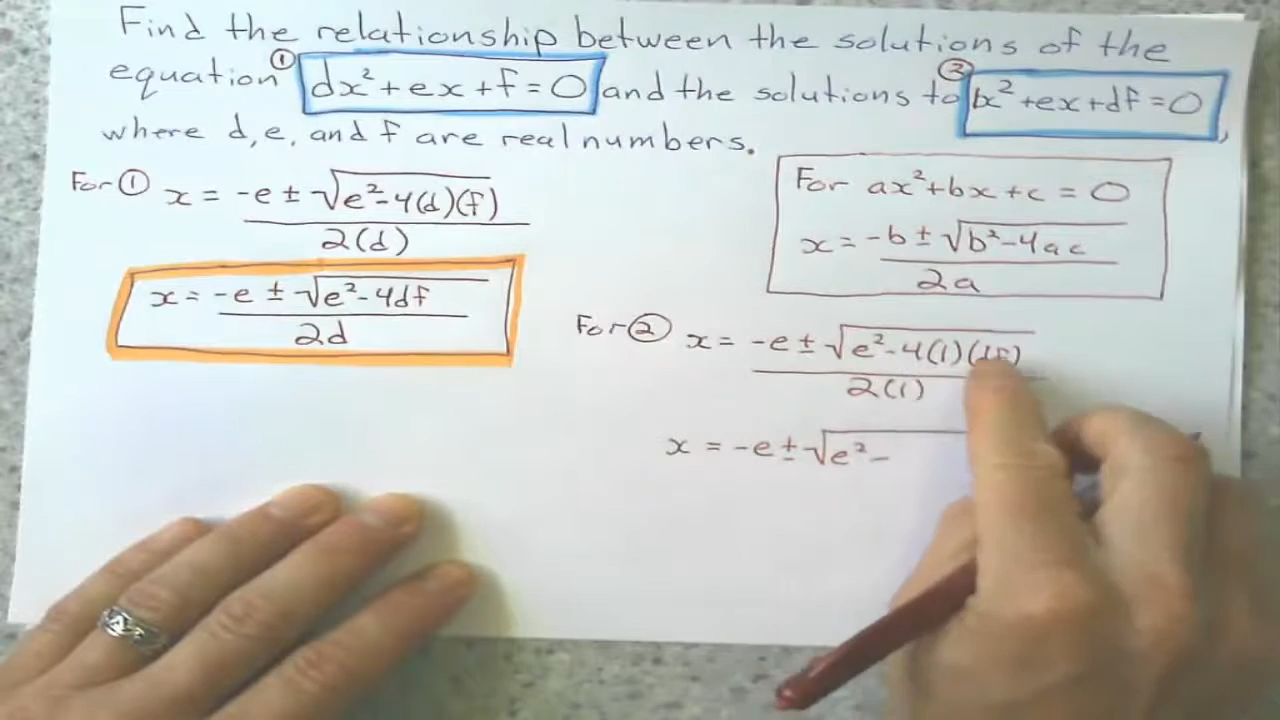 Find the relationship between the solutions of the
equation ① dx²+ex+f=0 and the solutions to ② x²+ex+df=0,
where d, e, and f are real numbers.
For ① x = -e ± √e²-4(d)(f)
2(d)
x = -e ± √e²-4df
2d
For ax²+bx+c=0
x = -b ± √b²-4ac
2a
For ② x = -e ± √e²-4(1)(df)
2(1)
x = -e ± √e²-